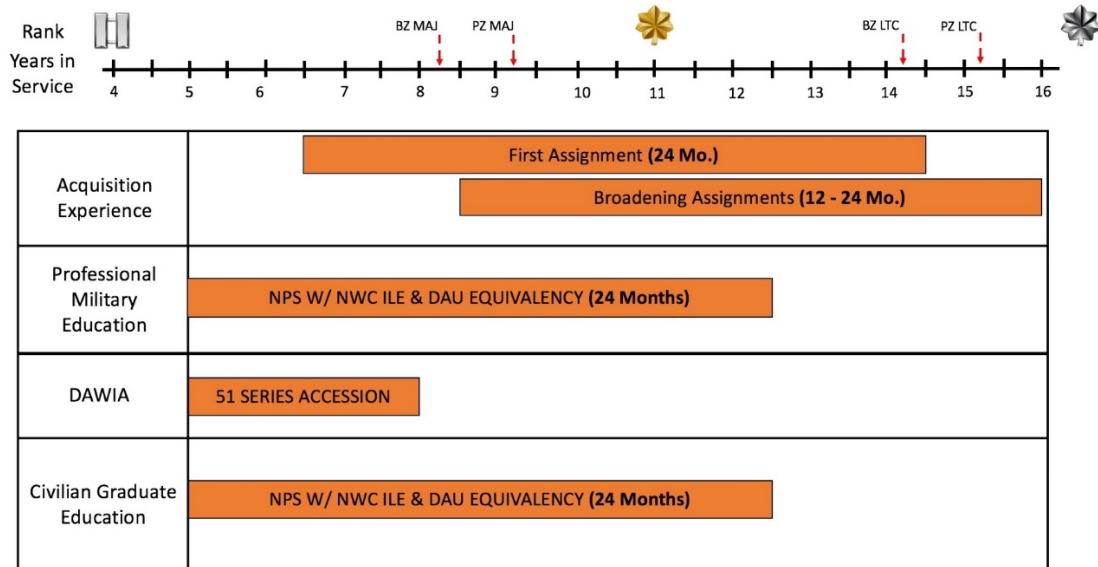 Rank
BZ MAJ
PZ MAJ
BZ LTC
PZ LTC
Years in
Service
4 5 6 7 8 9 10 11 12 13 14 15 16
Acquisition
Experience
First Assignment (24 Mo.)
Broadening Assignments (12 - 24 Mo.)
Professional
Military
Education
NPS W/ NWC ILE & DAU EQUIVALENCY (24 Months)
DAWIA
51 SERIES ACCESSION
Civilian Graduate
Education
NPS W/ NWC ILE & DAU EQUIVALENCY (24 Months)